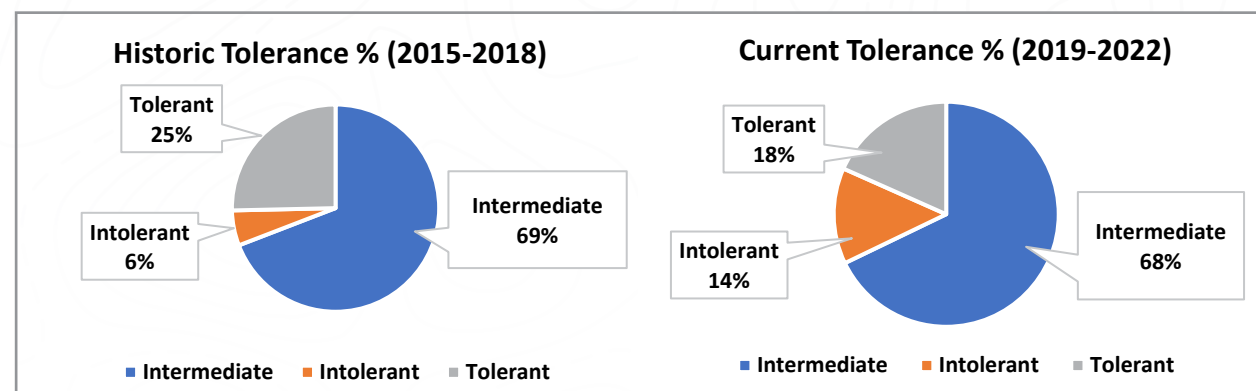 Historic Tolerance % (2015-2018)
Tolerant
25%
Intolerant
6%
Intermediate
69%
Intermediate Intolerant Tolerant
Current Tolerance % (2019-2022)
Tolerant
18%
Intolerant
14%
Intermediate
68%
Intermediate Intolerant Tolerant